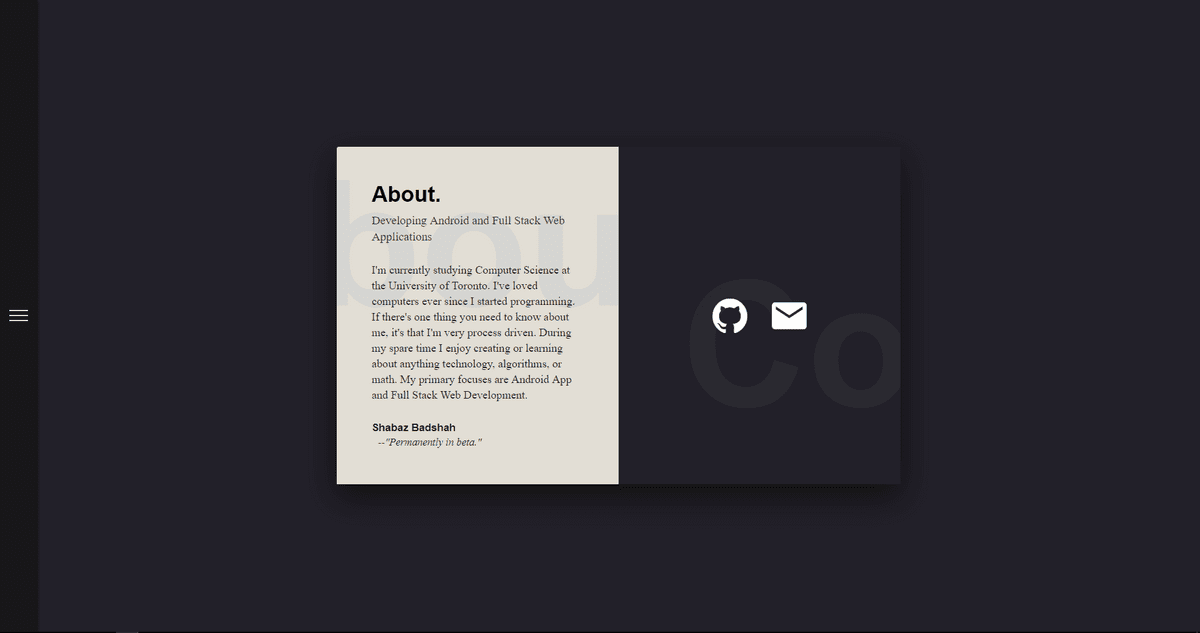 About.
Developing Android and Full Stack Web
Applications
I'm currently studying Computer Science at
the University of Toronto. I've loved
computers ever since I started programming.
If there's one thing you need to know about
me, it's that I'm very process driven. During
my spare time I enjoy creating or learning
about anything technology, algorithms, or
math. My primary focuses are Android App
and Full Stack Web Development.
Shabaz Badshah
--"Permanently in beta."
bou
Co